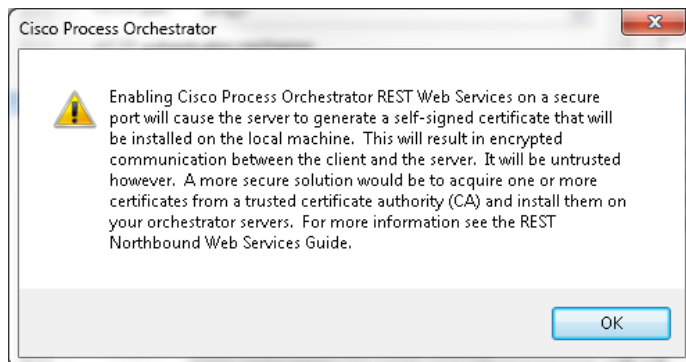 Cisco Process Orchestrator
Enabling Cisco Process Orchestrator REST Web Services on a secure
port will cause the server to generate a self-signed certificate that will
be installed on the local machine.  This will result in encrypted
communication between the client and the server.  It will be untrusted
however.  A more secure solution would be to acquire one or more
certificates from a trusted certificate authority (CA) and install them on
your orchestrator servers.  For more information see the REST
Northbound Web Services Guide.
OK